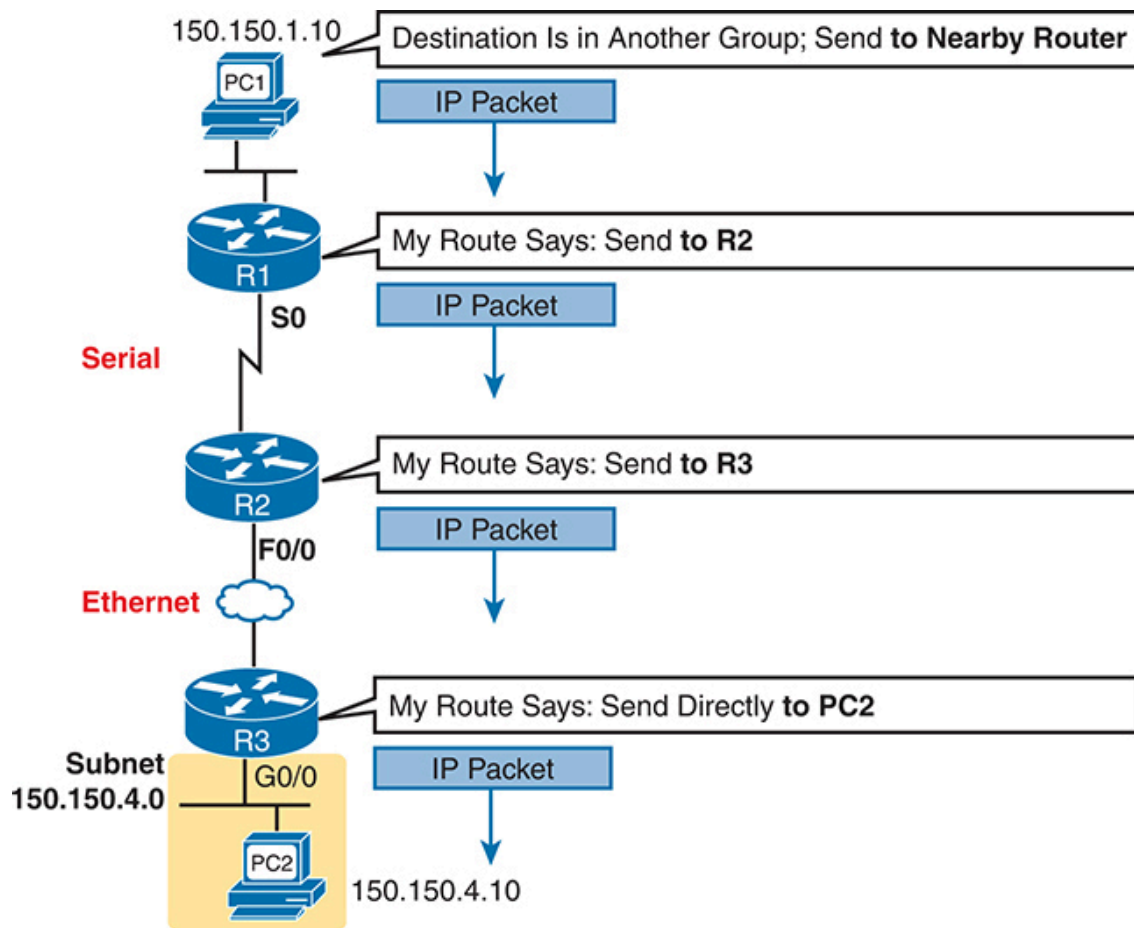 150.150.1.10
Destination Is in Another Group; Send to Nearby Router
PC1
IP Packet
My Route Says: Send to R2
R1
IP Packet
S0
Serial
My Route Says: Send to R3
R2
IP Packet
F0/0
Ethernet
My Route Says: Send Directly to PC2
R3
IP Packet
Subnet
G0/0
150.150.4.0
PC2
150.150.4.10